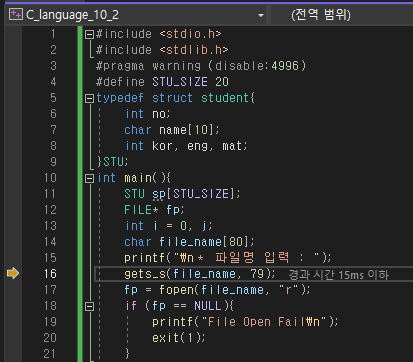 C_language_10_2
(전역 범위)
1 #include <stdio.h>
2 #include <stdlib.h>
3 #pragma warning (disable:4996)
4 #define STU_SIZE 20
5 typedef struct student{
6 int no;
7 char name[10];
8 int kor, eng, mat;
9 }STU;
10 int main(){
11 STU sp[STU_SIZE];
12 FILE* fp;
13 int i = 0, j;
14 char file_name[80];
15 printf("₩n * 파일명 입력 : ");
16 gets_s(file_name, 79); 경과 시간 15ms 이하
17 fp = fopen(file_name, "r");
18 if (fp == NULL){
19 printf("File Open Fail₩n");
20 exit(1);
21 }